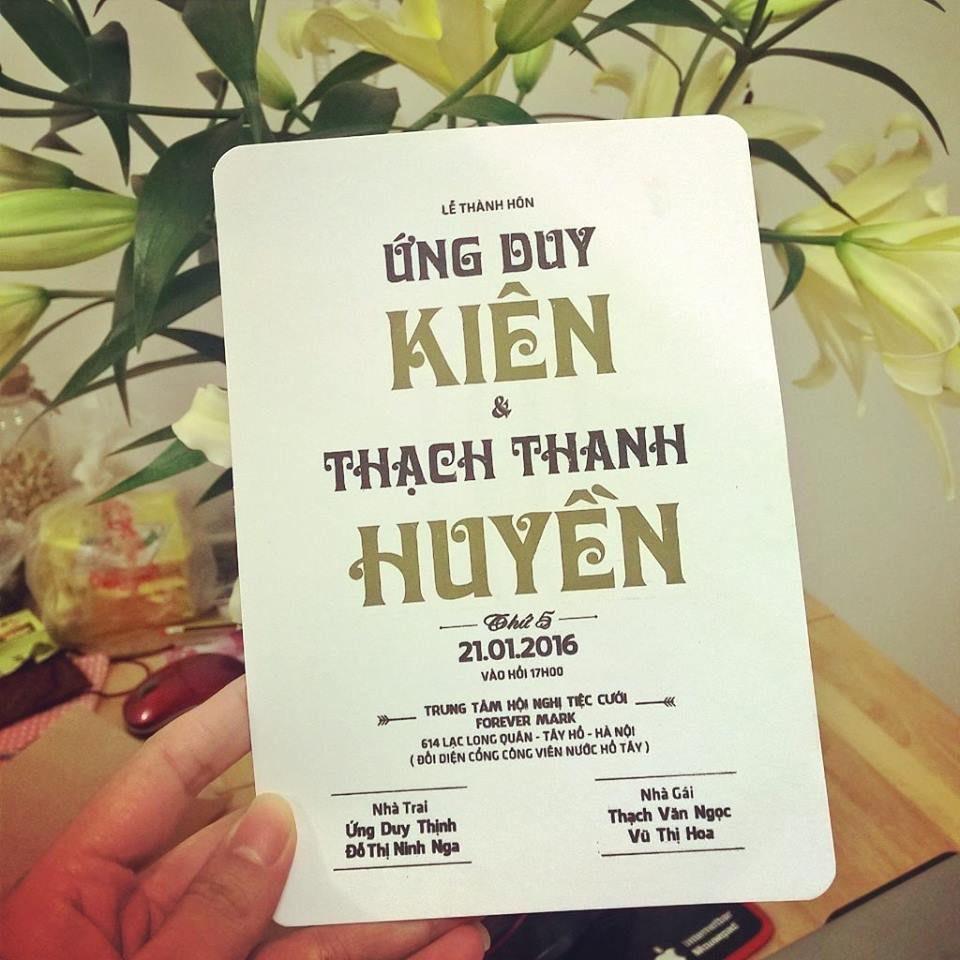 LỄ THÀNH HÔN
ỨNG DUY
KIÊN
&
THẠCH THANH
HUYỀN
Thứ 5
21.01.2016
VÀO HỒI 17H00
TRUNG TÂM HỘI NGHỊ TIỆC CƯỚI
FOREVER MARK
614 LẠC LONG QUÂN - TÂY HỒ - HÀ NỘI
( ĐỐI DIỆN CỔNG CÔNG VIÊN NƯỚC HỒ TÂY )
Nhà Trai
Ứng Duy Thịnh
Đỗ Thị Ninh Nga
Nhà Gái
Thạch Văn Ngọc
Vũ Thị Hoa
Mousepad